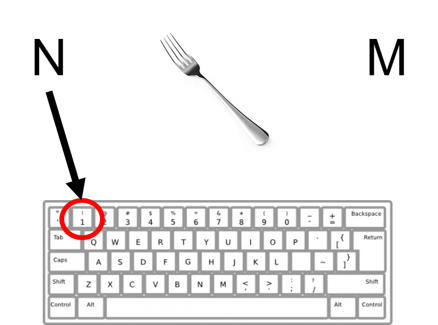 N M
! 1 @ 2 # 3 $ 4 % 5 6 & 7 * 8 ( 9 ) 0 - + = Backspace
Tab Q W E R T Y U I O P { [ Return
Caps A S D F G H J K L ~ } ]
Shift Z X C V B N M < , > . : ; ? / Shift
Control Alt Alt Control